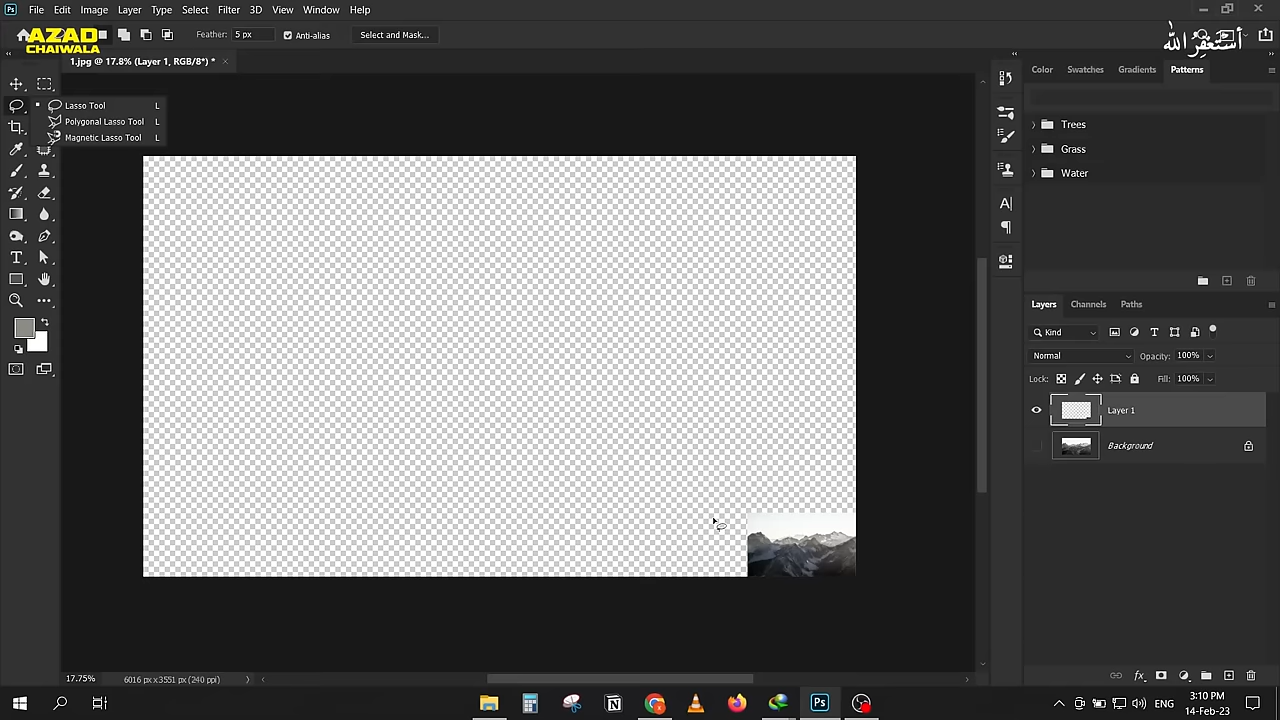 Ps File Edit Image Layer Type Select Filter 3D View Window Help
AZAD
CHAIWALA
Feather: 5 px Anti-alias Select and Mask...
أستغفر الله
1.jpg @ 17.8% (Layer 1, RGB/8*) *
Color Swatches Gradients Patterns
Lasso Tool L
Polygonal Lasso Tool L
Magnetic Lasso Tool L
Trees
Grass
Water
Layers Channels Paths
Kind
Normal Opacity: 100%
Lock: Fill: 100%
Layer 1
Background
17.75% 6016 px x 3551 px (240 ppi)
ENG 3:10 PM
14-Feb-23